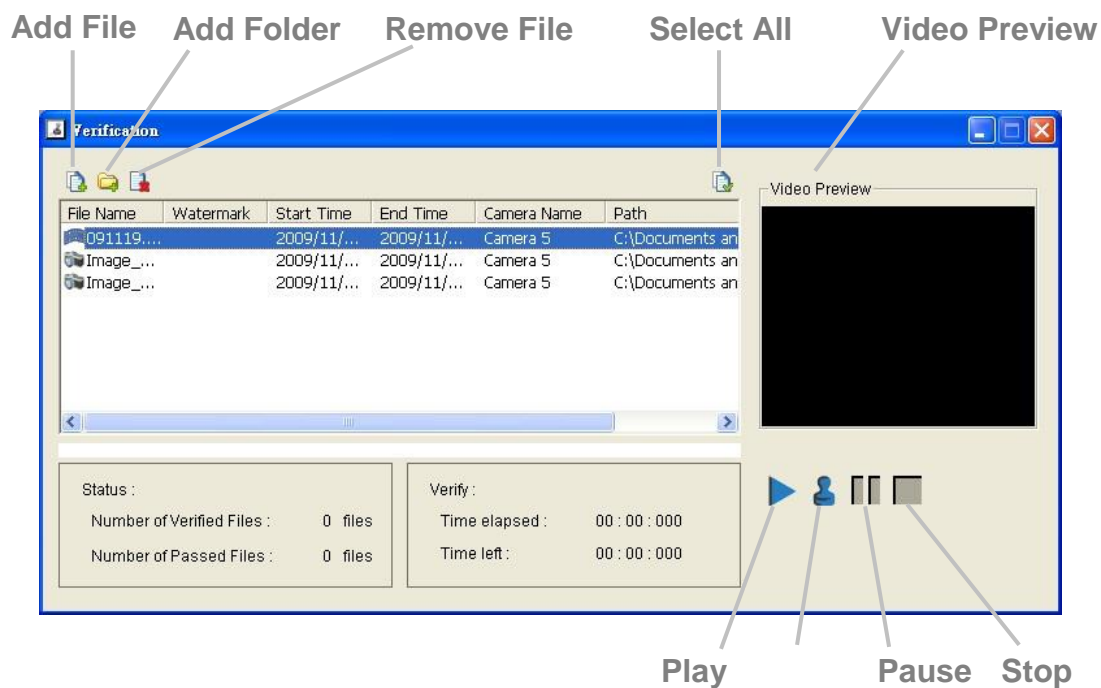 Add File Add Folder Remove File Select All Video Preview
Verification
Video Preview
File Name Watermark Start Time End Time Camera Name Path
091119.... 2009/11/... 2009/11/... Camera 5 C:\Documents an
Image_... 2009/11/... 2009/11/... Camera 5 C:\Documents an
Image_... 2009/11/... 2009/11/... Camera 5 C:\Documents an
Status :
Number of Verified Files : 0 files
Number of Passed Files : 0 files
Verify :
Time elapsed : 00 : 00 : 000
Time left : 00 : 00 : 000
Play Pause Stop